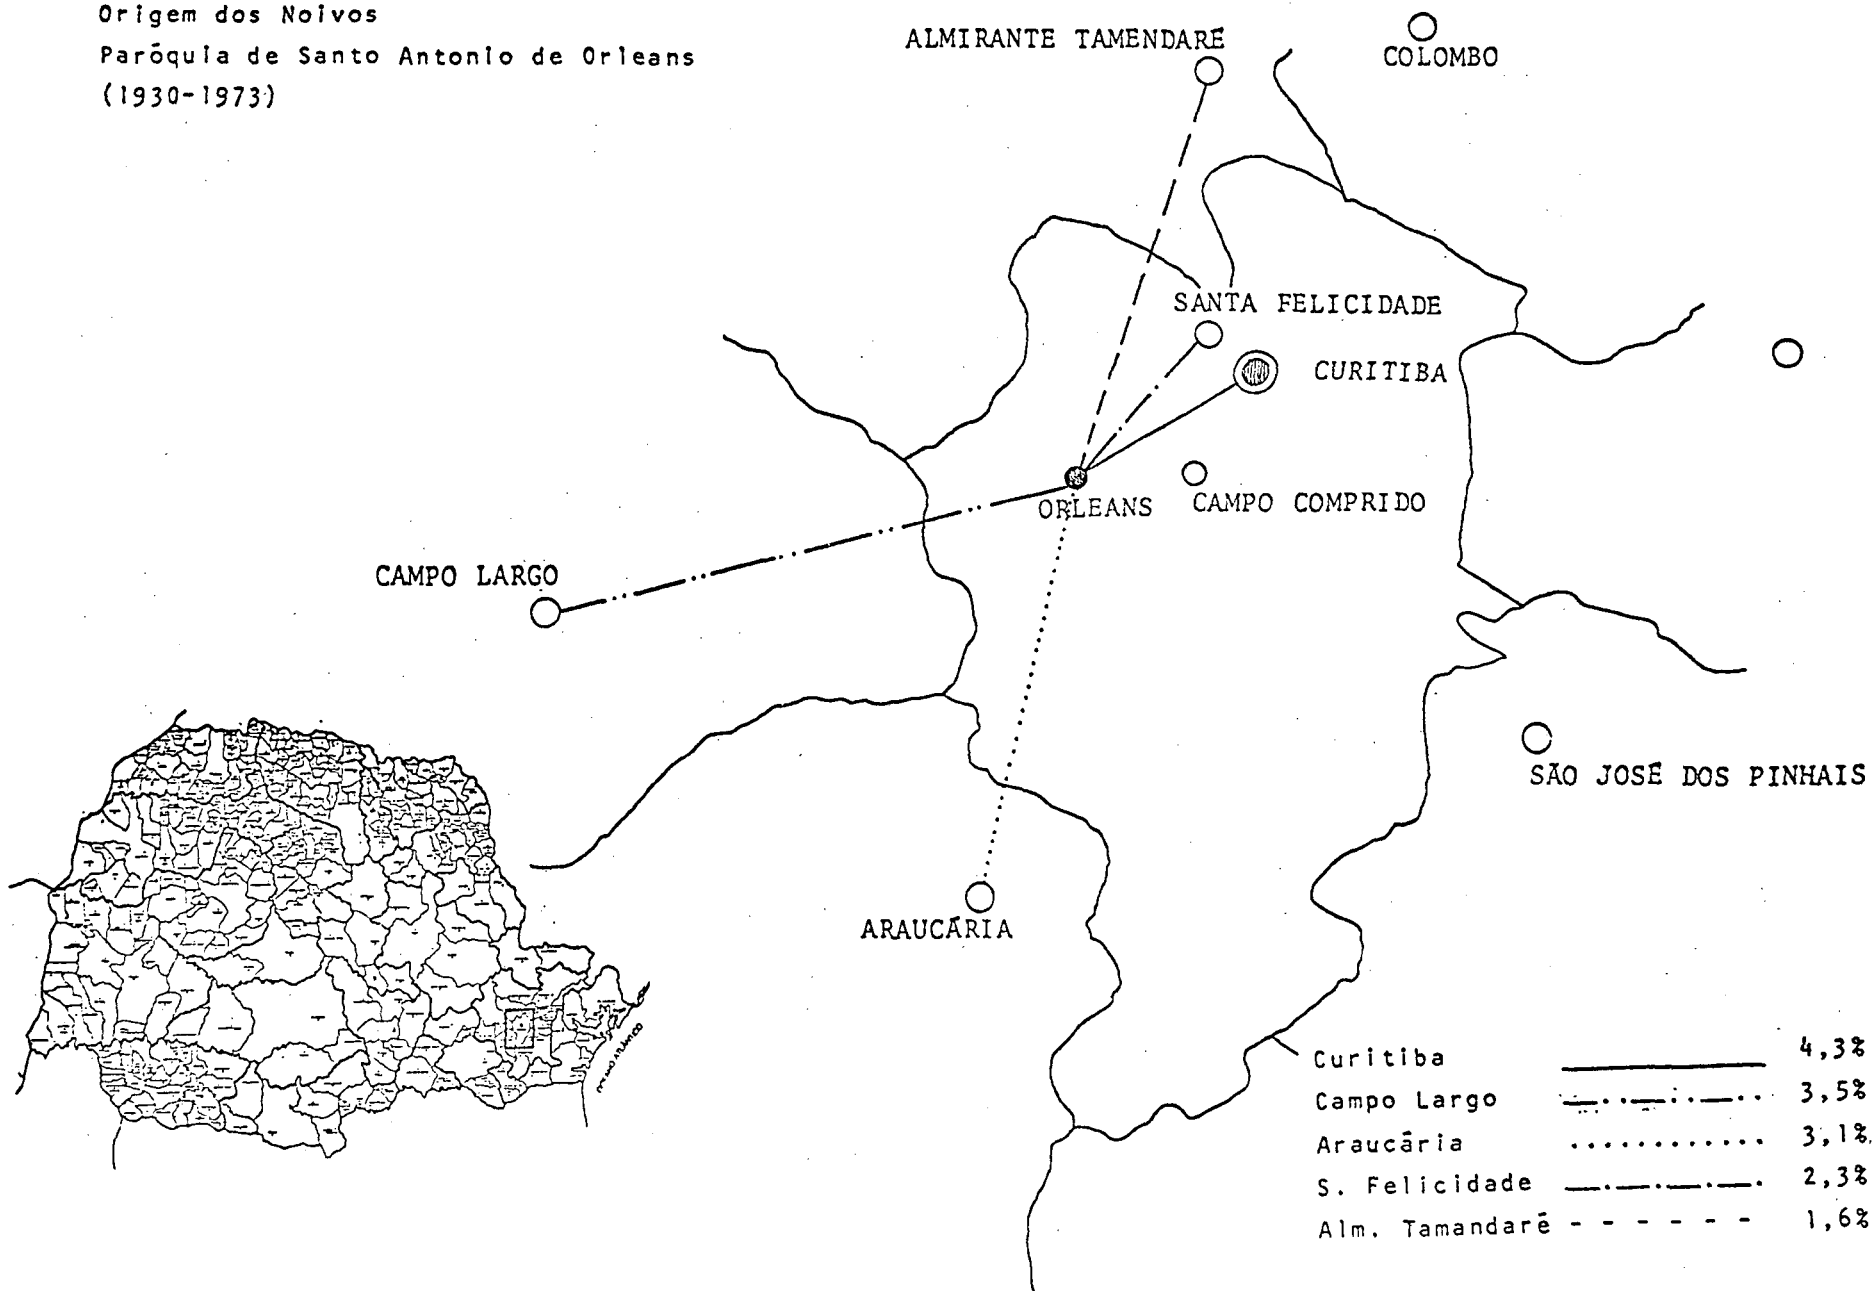 Origem dos Noivos
Paróquia de Santo Antonio de Orleans
(1930-1973)
ALMIRANTE TAMENDARÉ
COLOMBO
SANTA FELICIDADE
CURITIBA
ORLEANS
CAMPO COMPRIDO
CAMPO LARGO
SÃO JOSÉ DOS PINHAIS
ARAUCÁRIA
Curitiba 4,3%
Campo Largo 3,5%
Araucária 3,1%
S. Felicidade 2,3%
Alm. Tamandaré 1,6%